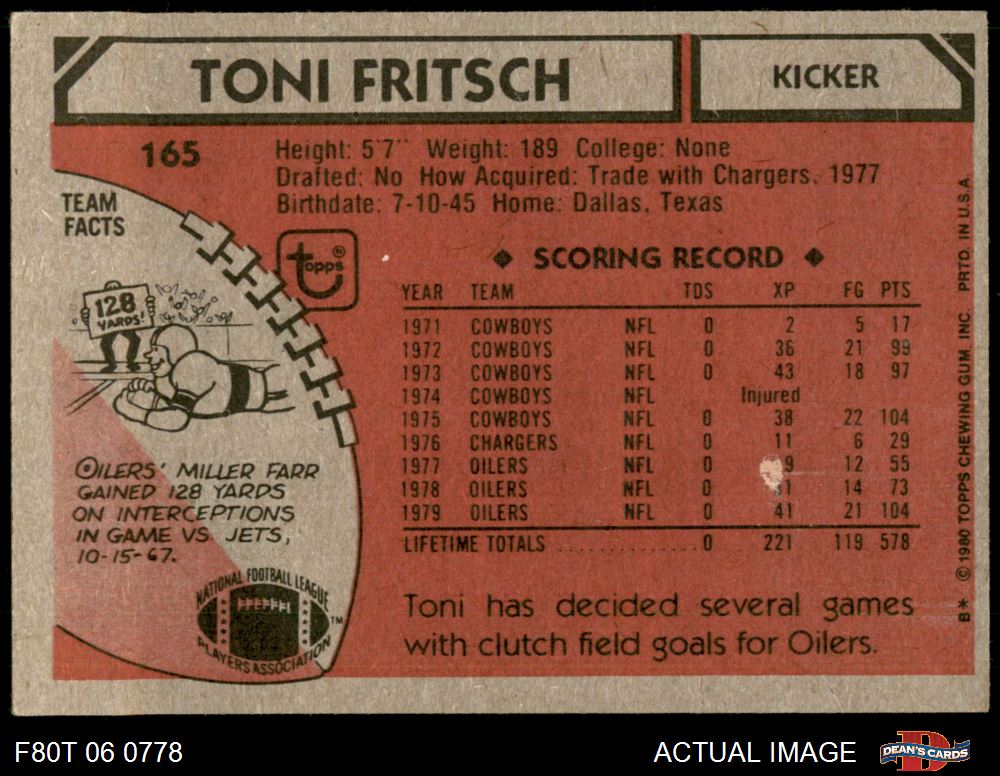 TONI FRITSCH
KICKER
165
Height: 5'7" Weight: 189 College: None
Drafted: No How Acquired: Trade with Chargers, 1977
Birthdate: 7-10-45 Home: Dallas, Texas
TEAM
FACTS
topps®
128
YARDS!
OILERS' MILLER FARR
GAINED 128 YARDS
ON INTERCEPTIONS
IN GAME VS. JETS,
10-15-67.
NATIONAL FOOTBALL LEAGUE
PLAYERS ASSOCIATION
TM
◆ SCORING RECORD ◆
YEAR TEAM TDS XP FG PTS
1971 COWBOYS NFL 0 2 5 17
1972 COWBOYS NFL 0 36 21 99
1973 COWBOYS NFL 0 43 18 97
1974 COWBOYS NFL Injured
1975 COWBOYS NFL 0 38 22 104
1976 CHARGERS NFL 0 11 6 29
1977 OILERS NFL 0 9 12 55
1978 OILERS NFL 0 1 14 73
1979 OILERS NFL 0 41 21 104
LIFETIME TOTALS ............... 0 221 119 578
Toni has decided several games
with clutch field goals for Oilers.
B* © 1980 TOPPS CHEWING GUM, INC. PRTD. IN U.S.A.
F80T 06 0778
ACTUAL IMAGE
D
DEAN'S CARDS